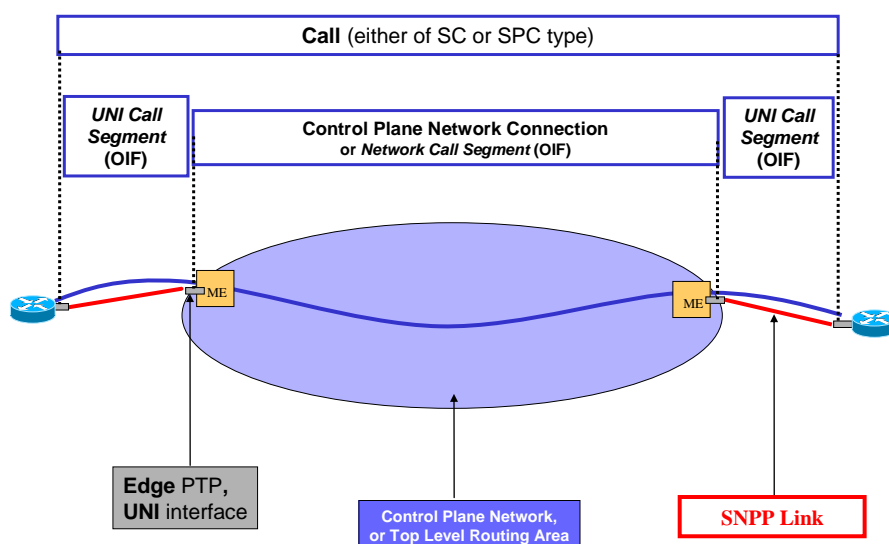 Call (either of SC or SPC type)
UNI Call
Segment
(OIF)
Control Plane Network Connection
or Network Call Segment (OIF)
UNI Call
Segment
(OIF)
ME
ME
Edge PTP,
UNI interface
Control Plane Network,
or Top Level Routing Area
SNPP Link